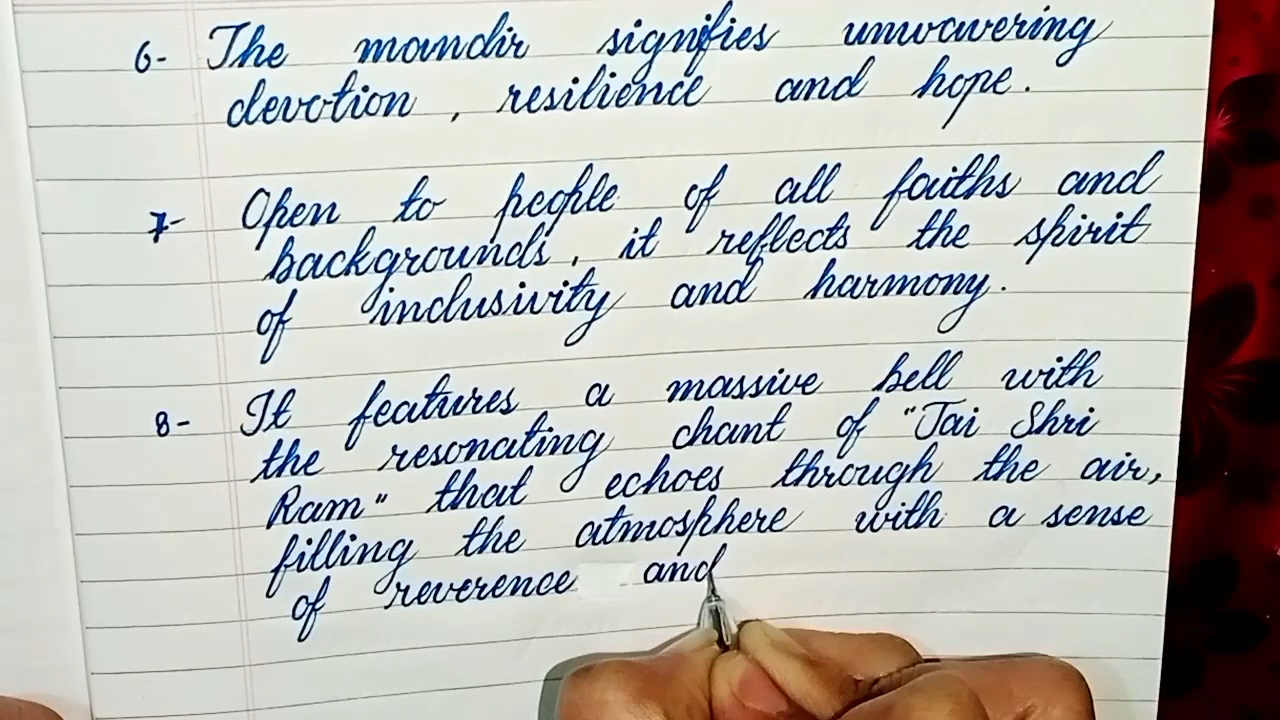 6- The mandir signifies unwavering
devotion, resilience and hope.
7- Open to people of all faiths and
backgrounds, it reflects the spirit
of inclusivity and harmony.
8- It features a massive bell with
the resonating chant of "Jai Shri
Ram" that echoes through the air,
filling the atmosphere with a sense
of reverence and